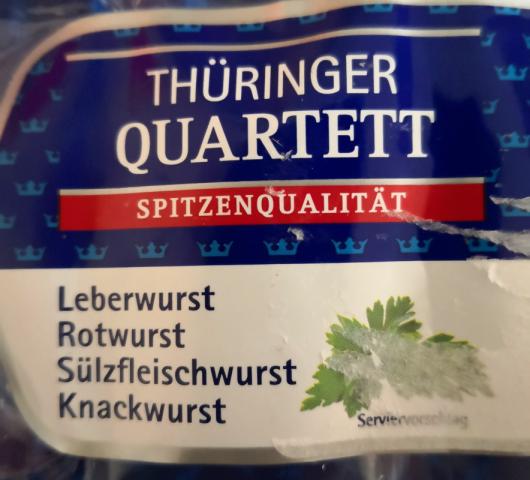 THÜRINGER
QUARTETT
SPITZENQUALITÄT
Leberwurst
Rotwurst
Sülzfleischwurst
Knackwurst
Serviervorschlag